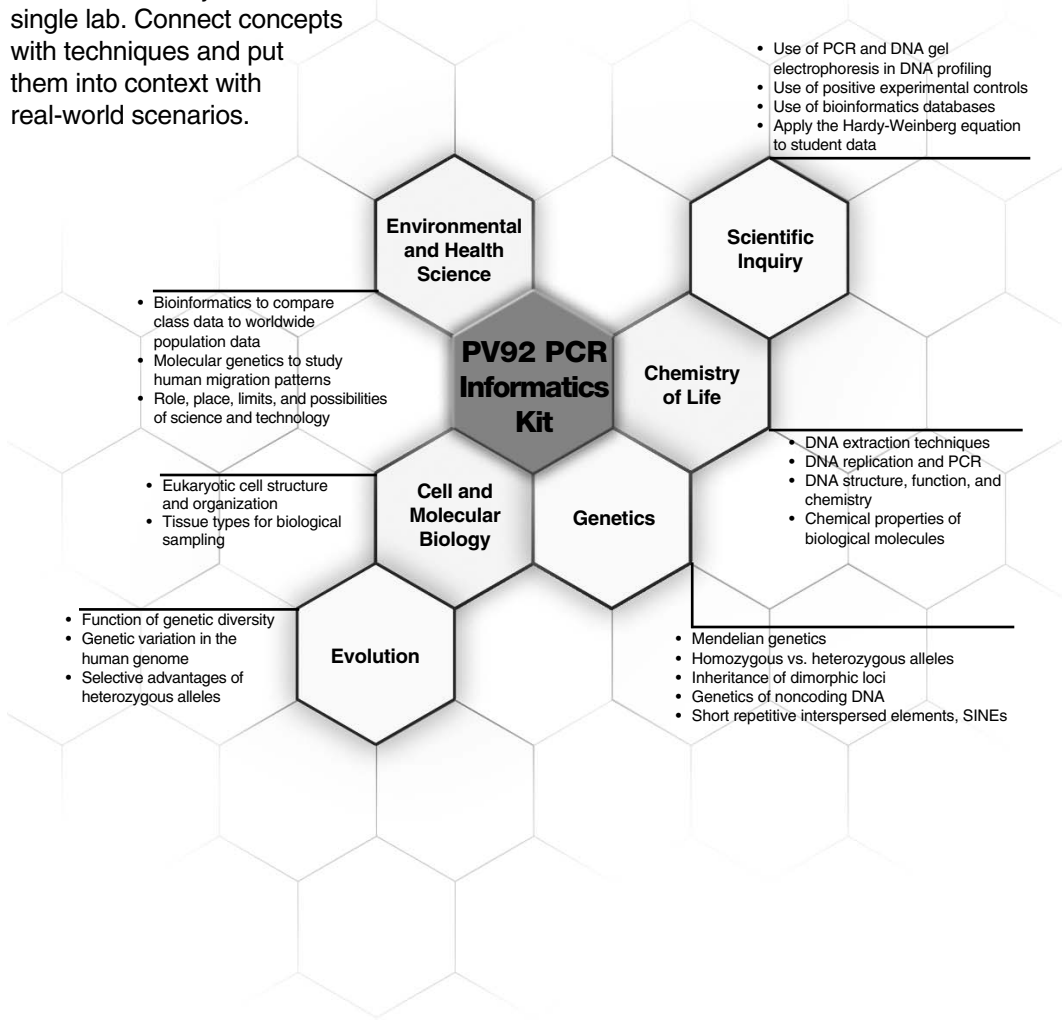 single lab. Connect concepts
with techniques and put
them into context with
real-world scenarios.
• Use of PCR and DNA gel
electrophoresis in DNA profiling
• Use of positive experimental controls
• Use of bioinformatics databases
• Apply the Hardy-Weinberg equation
to student data
Environmental
and Health
Science
Scientific
Inquiry
• Bioinformatics to compare
class data to worldwide
population data
• Molecular genetics to study
human migration patterns
• Role, place, limits, and possibilities
of science and technology
PV92 PCR
Informatics
Kit
Chemistry
of Life
• DNA extraction techniques
• DNA replication and PCR
• DNA structure, function, and
chemistry
• Chemical properties of
biological molecules
• Eukaryotic cell structure
and organization
• Tissue types for biological
sampling
Cell and
Molecular
Biology
Genetics
• Function of genetic diversity
• Genetic variation in the
human genome
• Selective advantages of
heterozygous alleles
Evolution
• Mendelian genetics
• Homozygous vs. heterozygous alleles
• Inheritance of dimorphic loci
• Genetics of noncoding DNA
• Short repetitive interspersed elements, SINEs